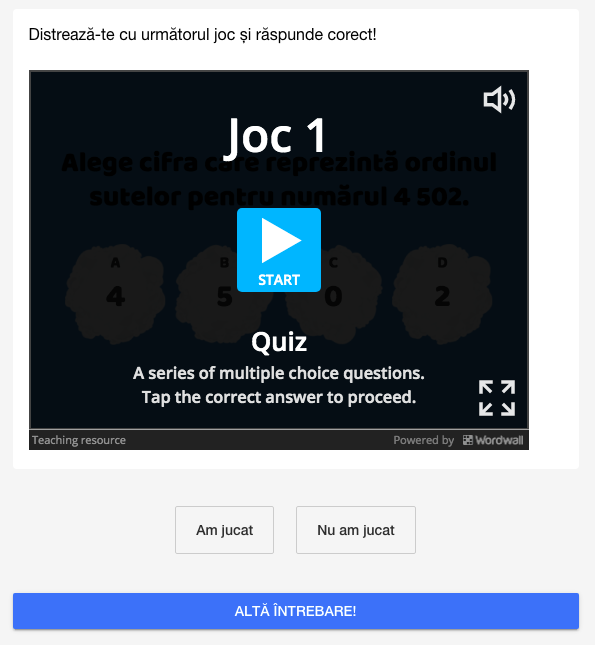 Distrează-te cu următorul joc și răspunde corect!
Joc 1
Alege cifra care reprezintă ordinul
sutelor pentru numărul 4 502.
A B C D
4 5 0 2
START
Quiz
A series of multiple choice questions.
Tap the correct answer to proceed.
Teaching resource Powered by Wordwall
Am jucat Nu am jucat
ALTĂ ÎNTREBARE!